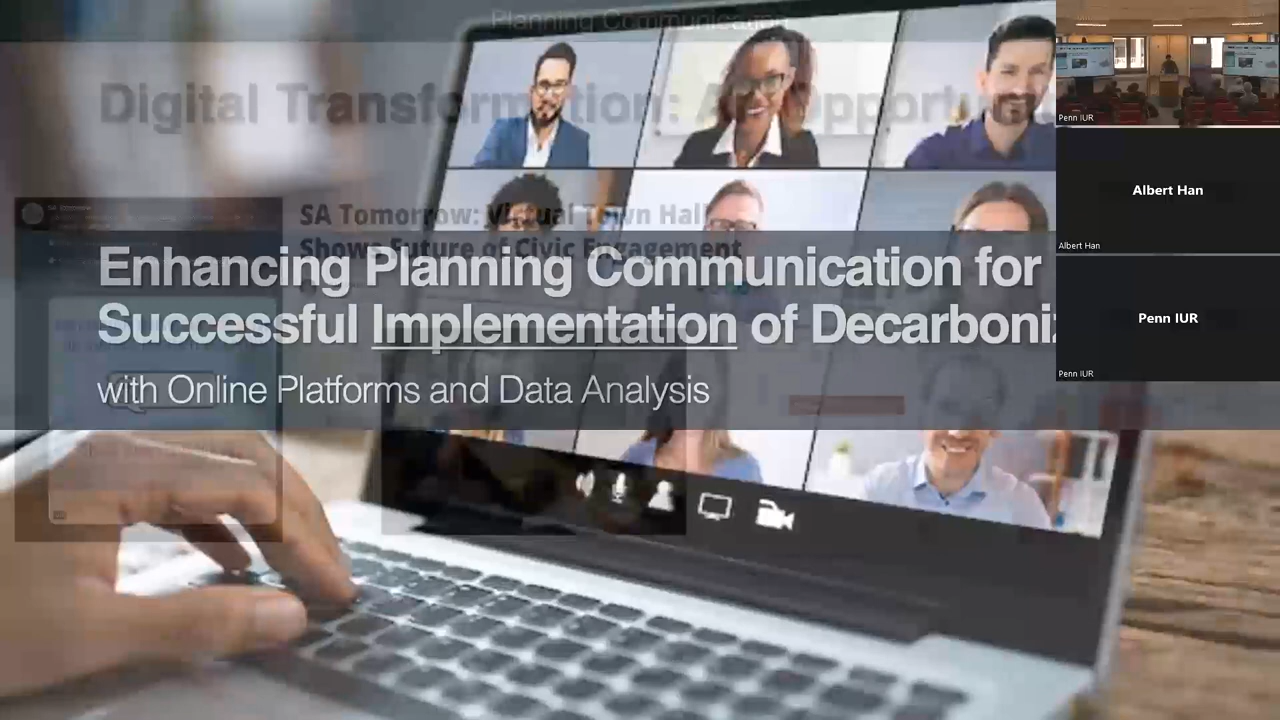 Planning Communication
Digital Transformation: An opportu
SA Tomorrow: Virtual Town Hall
Shows Future of Civic Engagement
Enhancing Planning Communication for
Successful Implementation of Decarboni
with Online Platforms and Data Analysis
Penn IUR
Albert Han
Albert Han
Penn IUR
Penn IUR